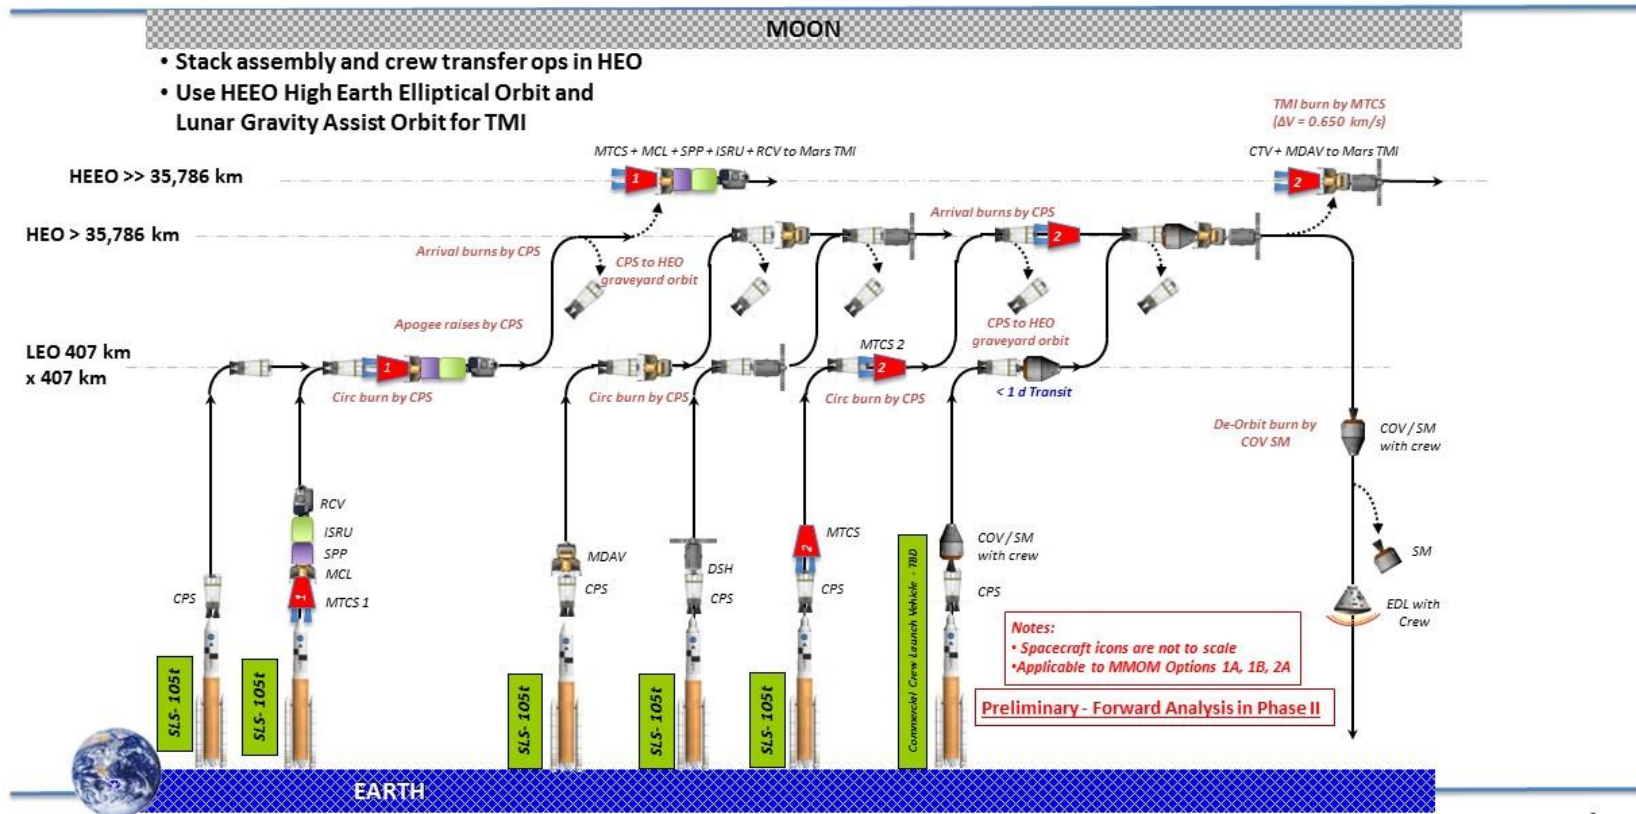 MOON
• Stack assembly and crew transfer ops in HEO
• Use HEEO High Earth Elliptical Orbit and
Lunar Gravity Assist Orbit for TMI
TMI burn by MTCS
(ΔV = 0.650 km/s)
MTCS + MCL + SPP + ISRU + RCV to Mars TMI
CTV + MDAV to Mars TMI
HEEO >> 35,786 km
1
2
HEO > 35,786 km
Arrival burns by CPS
Arrival burns by CPS
2
CPS to HEO
graveyard orbit
Apogee raises by CPS
CPS to HEO
graveyard orbit
LEO 407 km
x 407 km
MTCS 2
1
2
Circ burn by CPS
Circ burn by CPS
Circ burn by CPS
< 1 d Transit
De-Orbit burn by
COV SM
COV / SM
with crew
RCV
ISRU
SPP
MCL
MTCS 1
1
CPS
MDAV
CPS
DSH
CPS
MTCS
2
CPS
COV / SM
with crew
CPS
SM
EDL with
Crew
Notes:
• Spacecraft icons are not to scale
•Applicable to MMOM Options 1A, 1B, 2A
Preliminary - Forward Analysis in Phase II
SLS- 105t
SLS- 105t
SLS- 105t
SLS- 105t
SLS- 105t
Commercial Crew Launch Vehicle - TBD
EARTH